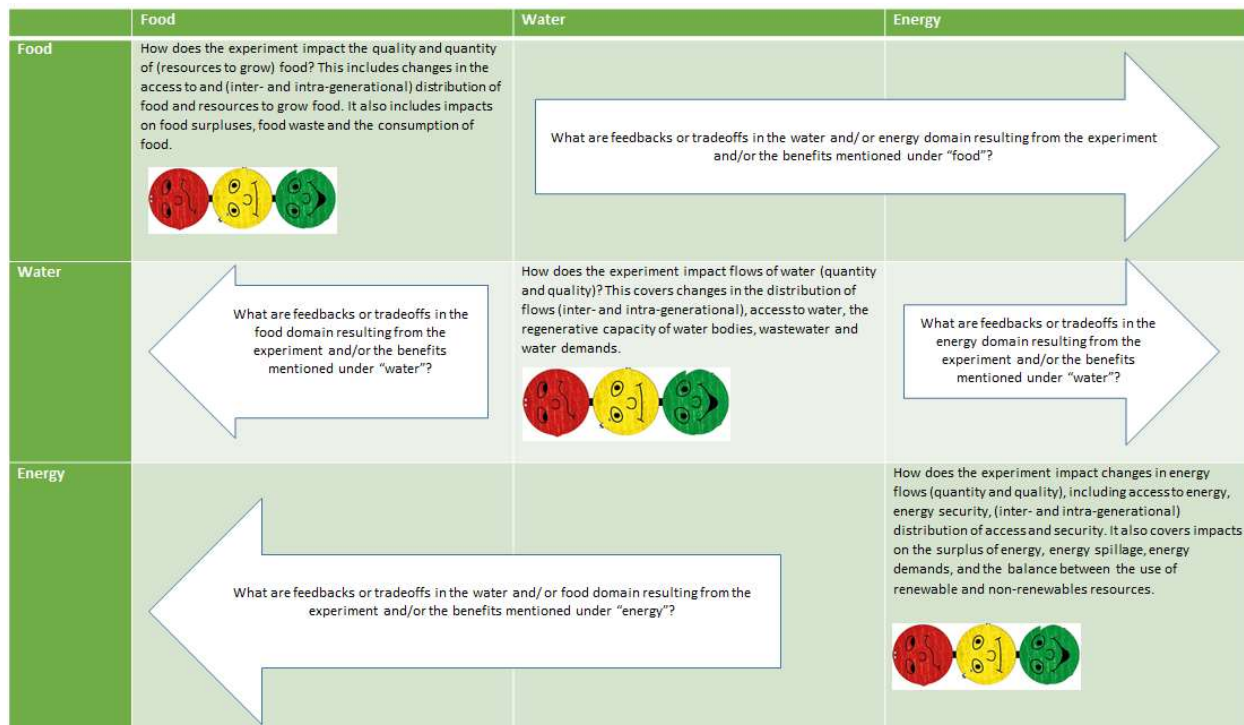 Food
Water
Energy
Food
How does the experiment impact the quality and quantity
of (resources to grow) food? This includes changes in the
access to and (inter- and intra-generational) distribution of
food and resources to grow food. It also includes impacts
on food surpluses, food waste and the consumption of
food.
What are feedbacks or tradeoffs in the water and/ or energy domain resulting from the experiment
and/or the benefits mentioned under “food”?
Water
What are feedbacks or tradeoffs in the
food domain resulting from the
experiment and/or the benefits
mentioned under “water”?
How does the experiment impact flows of water (quantity
and quality)? This covers changes in the distribution of
flows (inter- and intra-generational), access to water, the
regenerative capacity of water bodies, wastewater and
water demands.
What are feedbacks or tradeoffs in the
energy domain resulting from the
experiment and/or the benefits
mentioned under “water”?
Energy
What are feedbacks or tradeoffs in the water and/ or food domain resulting from the
experiment and/or the benefits mentioned under “energy”?
How does the experiment impact changes in energy
flows (quantity and quality), including access to energy,
energy security, (inter- and intra-generational)
distribution of access and security. It also covers impacts
on the surplus of energy, energy spillage, energy
demands, and the balance between the use of
renewable and non-renewables resources.